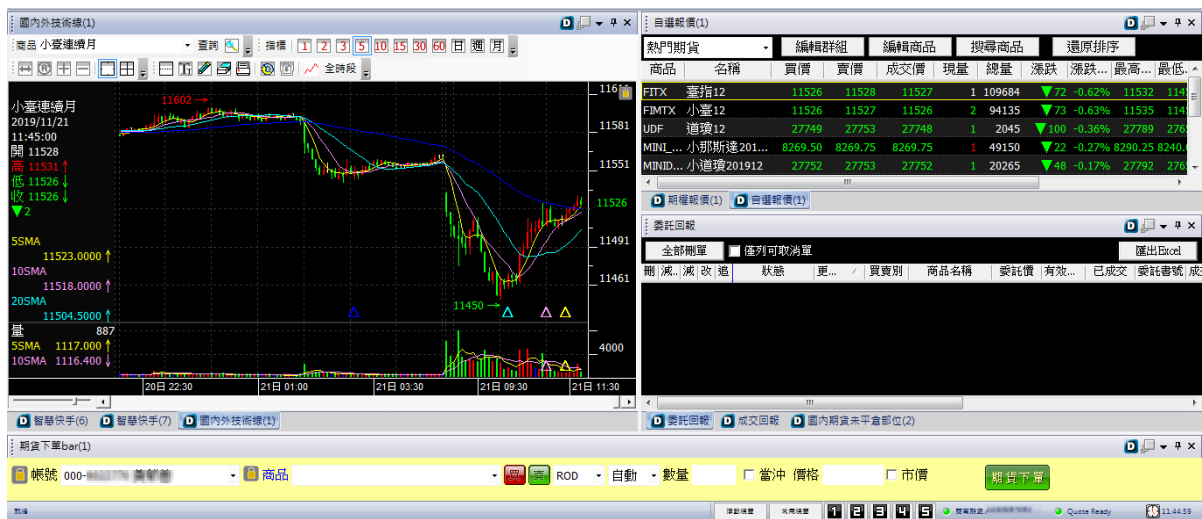 國內外技術線(1)
商品 小臺連續月 查詢 指標 1 2 3 5 10 15 30 60 日 週 月
全時段
小臺連續月
2019/11/21
11:45:00
開 11528
高 11531 ↑
低 11526 ↓
收 11526 ↓
▼2
5SMA
11523.0000 ↑
10SMA
11518.0000 ↑
20SMA
11504.5000 ↑
量 887
5SMA 1117.000 ↑
10SMA 1116.400 ↓
11602 →
11450 →
11581
11551
11526
11491
11461
4000
20日 22:30 21日 01:00 21日 03:30 21日 09:30 21日 11:30
智慧快手(6) 智慧快手(7) 國內外技術線(1)
自選報價(1)
熱門期貨 編輯群組 編輯商品 搜尋商品 還原排序
商品 名稱 買價 賣價 成交價 現量 總量 漲跌 漲跌... 最高... 最低.
FITX 臺指12 11526 11528 11527 1 109684 ▼72 -0.62% 11532 114
FIMTX 小臺12 11526 11527 11526 2 94135 ▼73 -0.63% 11535 114
UDF 道瓊12 27749 27753 27748 1 2045 ▼100 -0.36% 27789 276
MINI_... 小那斯達201... 8269.50 8269.75 8269.75 1 49150 ▼22 -0.27% 8290.25 8240.
MINID... 小道瓊201912 27752 27753 27752 1 20265 ▼48 -0.17% 27792 276
期權報價(1) 自選報價(1)
委託回報
全部刪單 僅列可取消單 匯出Excel
刪 減.. 減 改 追 狀態 更... 買賣別 商品名稱 委託價 有效... 已成交 委託書號 成
委託回報 成交回報 國內期貨未平倉部位(2)
期貨下單bar(1)
帳號 000- 商品 買 賣 ROD 自動 數量 當沖 價格 市價 期貨下單
就緒 1 2 3 4 5 Quote Ready 11:44:59